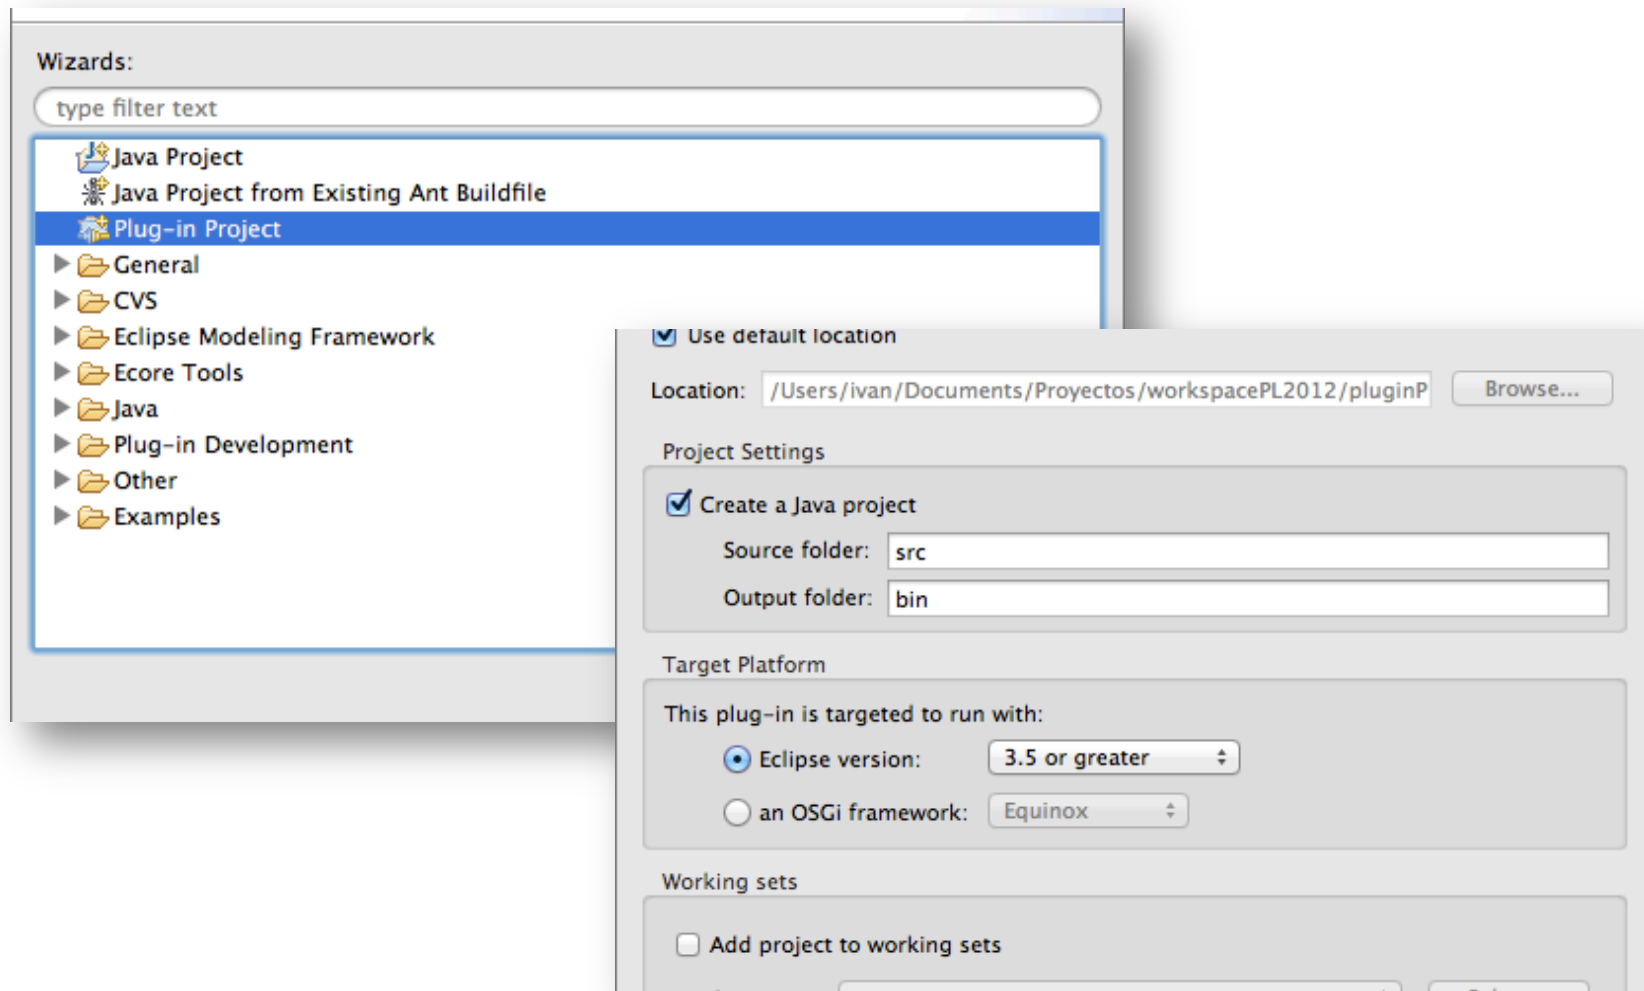 Wizards:
type filter text
Java Project
Java Project from Existing Ant Buildfile
Plug-in Project
General
CVS
Eclipse Modeling Framework
Ecore Tools
Java
Plug-in Development
Other
Examples
Use default location
Location: /Users/ivan/Documents/Proyectos/workspacePL2012/pluginP Browse...
Project Settings
Create a Java project
Source folder: src
Output folder: bin
Target Platform
This plug-in is targeted to run with:
Eclipse version: 3.5 or greater
an OSGi framework: Equinox
Working sets
Add project to working sets